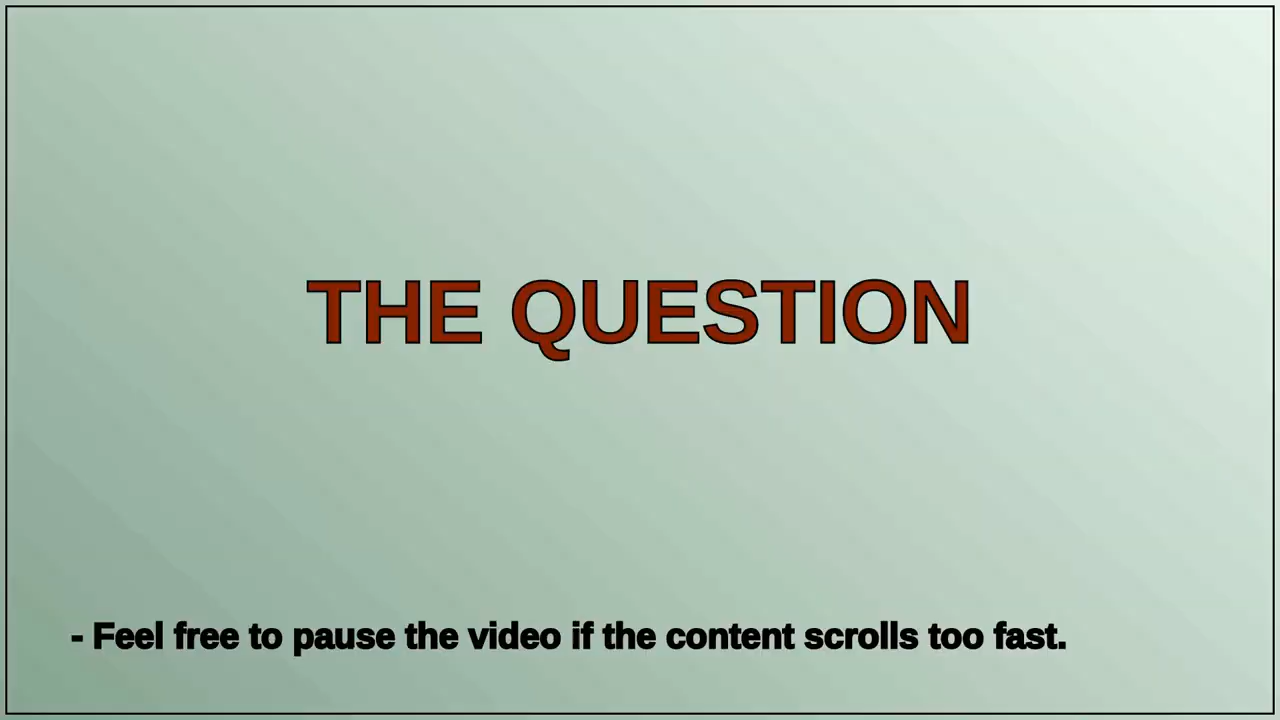 THE QUESTION
- Feel free to pause the video if the content scrolls too fast.